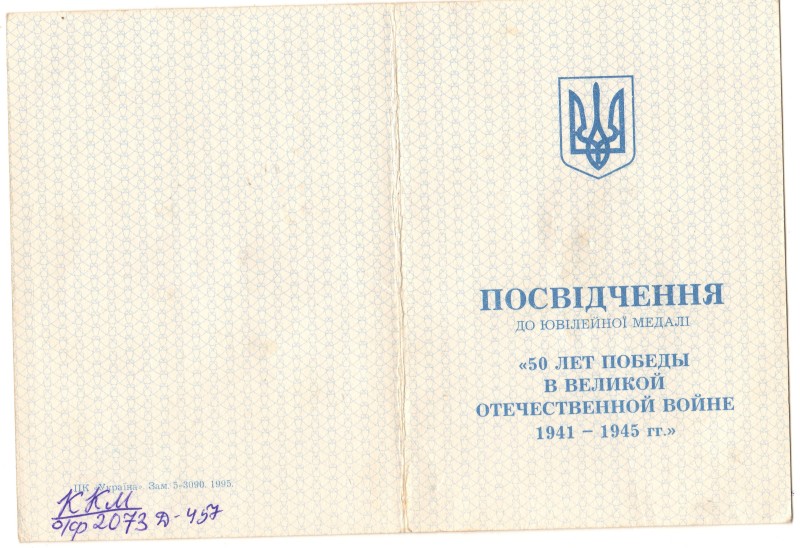 ПК «Україна». Зам. 5-3090. 1995.
ККМ
о/ф 2073 Д-457
ПОСВІДЧЕННЯ
ДО ЮВІЛЕЙНОЇ МЕДАЛІ
«50 ЛЕТ ПОБЕДЫ
В ВЕЛИКОЙ
ОТЕЧЕСТВЕННОЙ ВОЙНЕ
1941 – 1945 гг.»